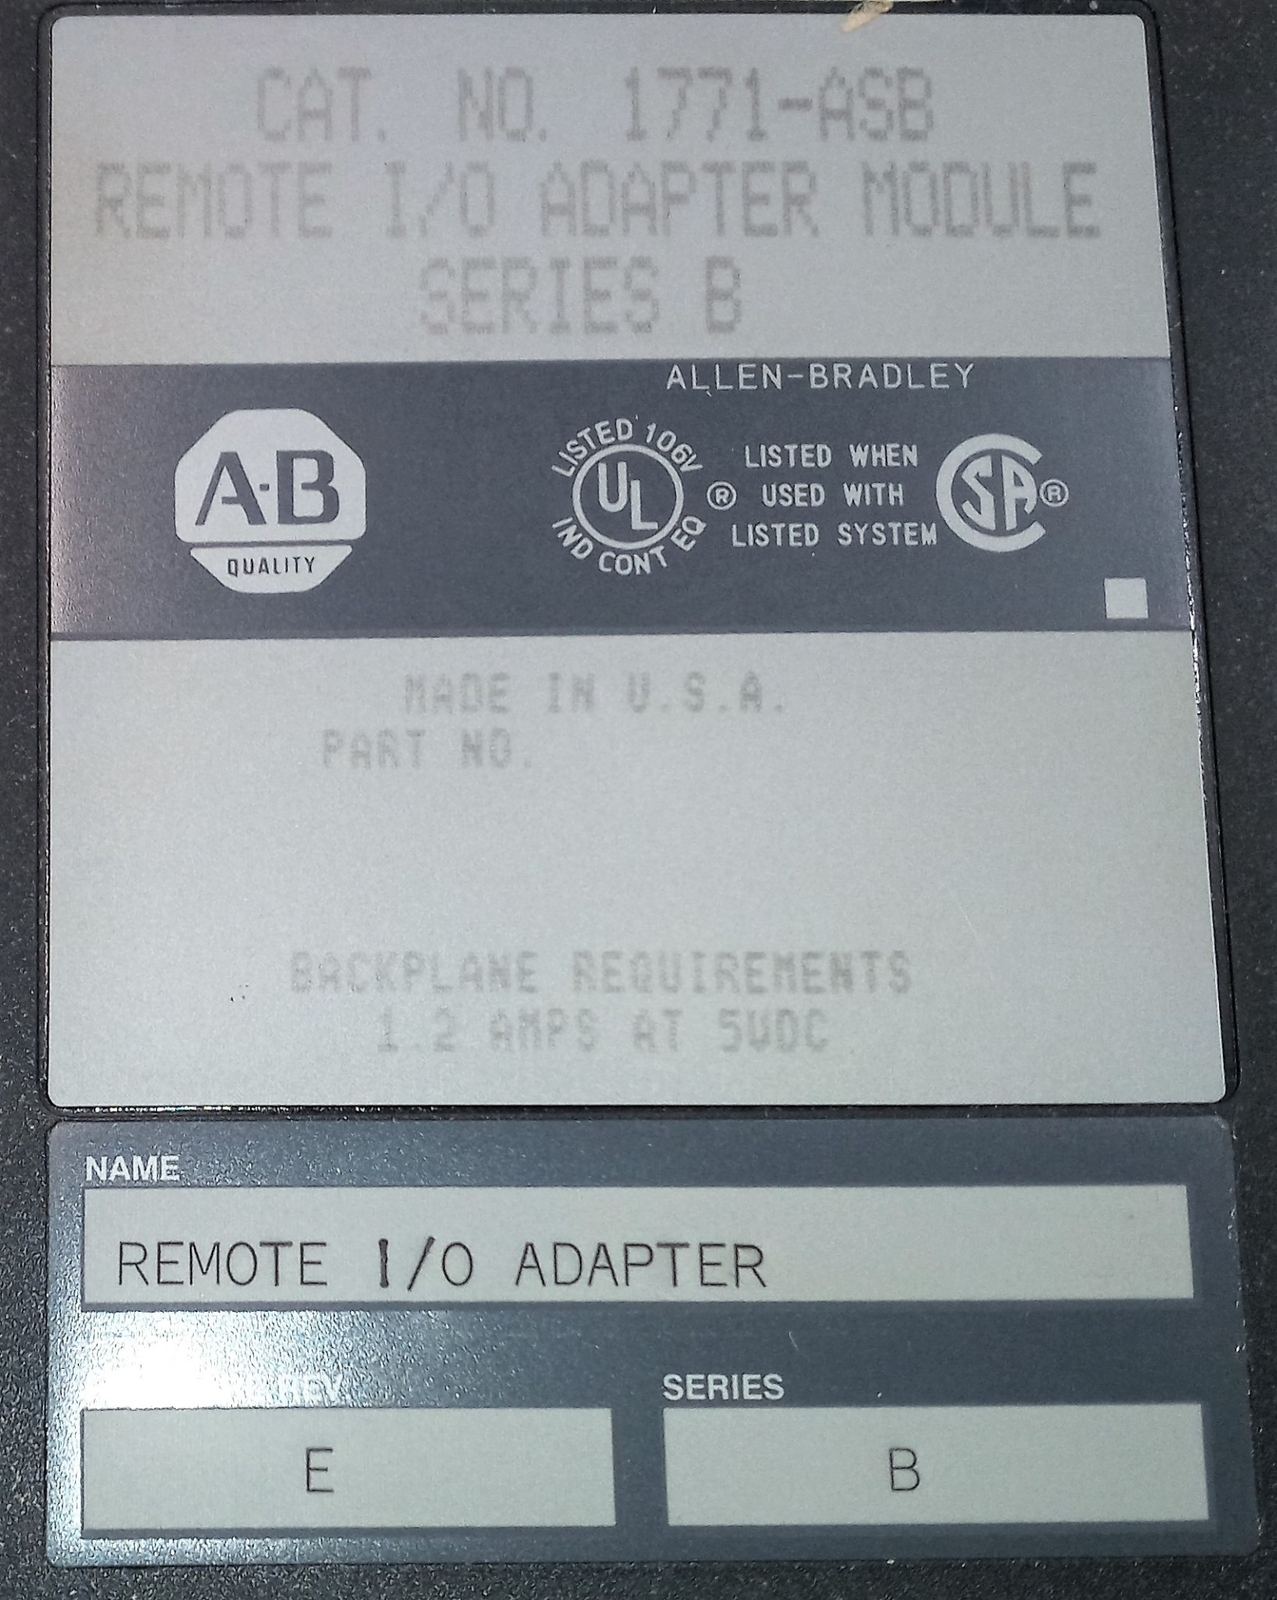 CAT. NO. 1771-ASB
REMOTE I/O ADAPTER MODULE
SERIES B
ALLEN-BRADLEY
A-B
QUALITY
LISTED 106V
UL ®
IND CONT EQ
LISTED WHEN
USED WITH
LISTED SYSTEM
CSA ®
MADE IN U.S.A.
PART NO.
BACKPLANE REQUIREMENTS
1.2 AMPS AT 5VDC
NAME
REMOTE I/O ADAPTER
REV
SERIES
E
B